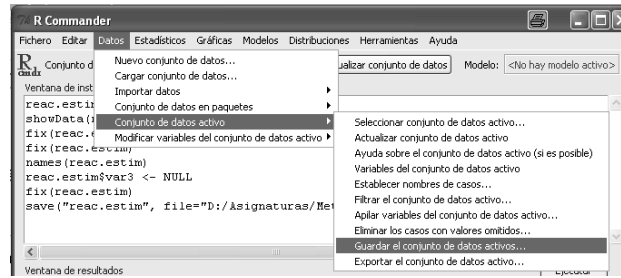 R Commander
Fichero Editar Datos Estadísticos Gráficas Modelos Distribuciones Herramientas Ayuda
R cmdr Conjunto d ualizar conjunto de datos Modelo: <No hay modelo activo>
Nuevo conjunto de datos...
Cargar conjunto de datos...
Importar datos
Conjunto de datos en paquetes
Conjunto de datos activo
Modificar variables del conjunto de datos activo
Seleccionar conjunto de datos activo...
Actualizar conjunto de datos activo
Ayuda sobre el conjunto de datos activo (si es posible)
Variables del conjunto de datos activo
Establecer nombres de casos...
Filtrar el conjunto de datos activo...
Apilar variables del conjunto de datos activo...
Eliminar los casos con valores omitidos...
Guardar el conjunto de datos activos...
Exportar el conjunto de datos activo...
Ventana de inst
reac.estim
showData(
fix(reac.e
fix(reac.estim)
names(reac.estim)
reac.estim$var3 <- NULL
fix(reac.estim)
save("reac.estim", file="D:/Asignaturas/Met
Ventana de resultados